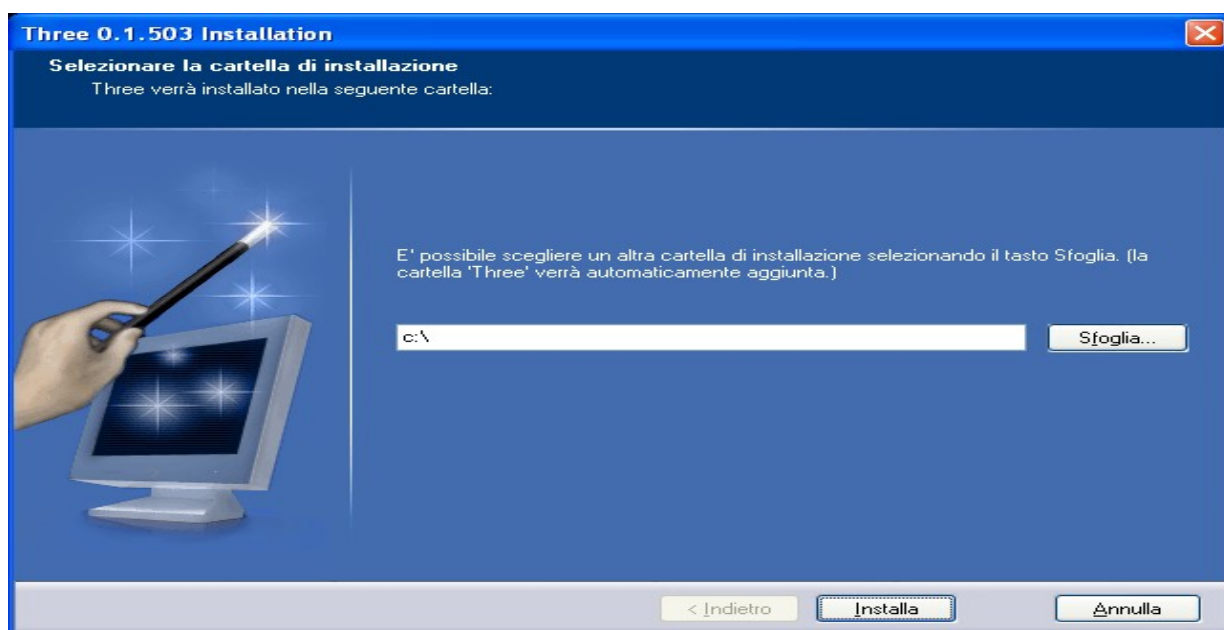 Three 0.1.503 Installation
Selezionare la cartella di installazione
Three verrà installato nella seguente cartella:
E' possibile scegliere un altra cartella di installazione selezionando il tasto Sfoglia. (la
cartella 'Three' verrà automaticamente aggiunta.)
c:\
Sfoglia...
< Indietro
Installa
Annulla